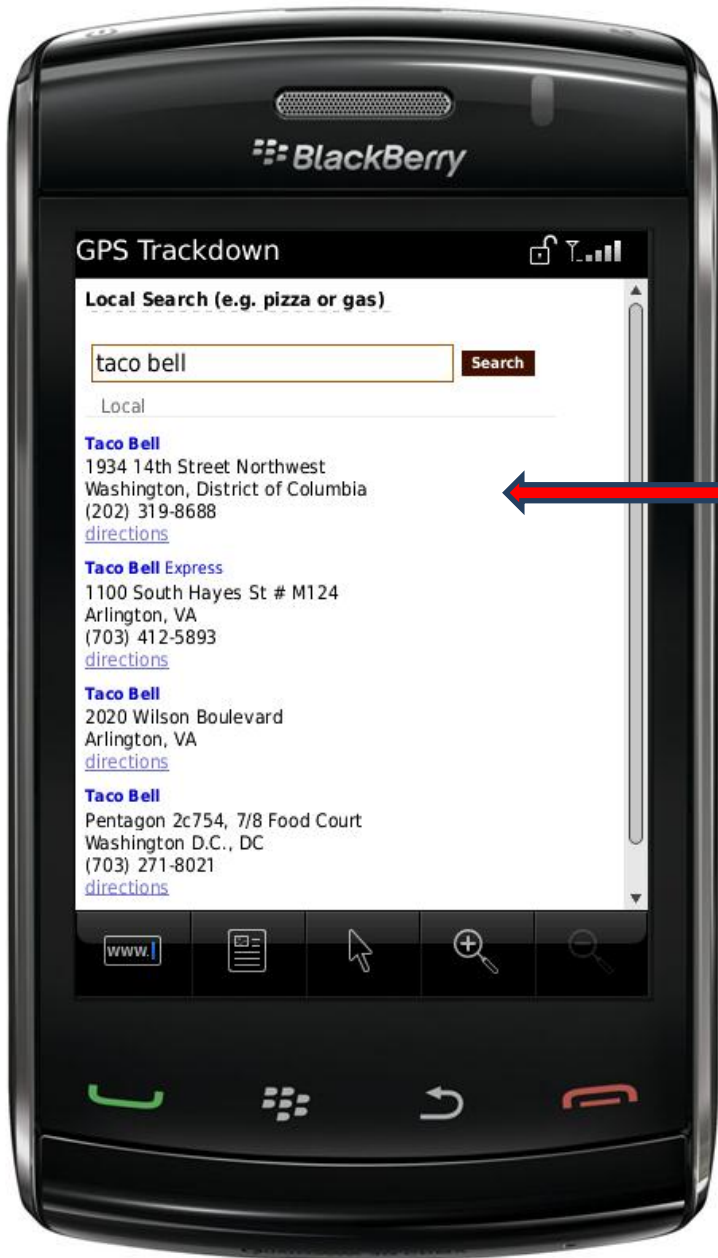 BlackBerry
GPS Trackdown
Local Search (e.g. pizza or gas)
taco bell Search
Local
Taco Bell
1934 14th Street Northwest
Washington, District of Columbia
(202) 319-8688
directions
Taco Bell Express
1100 South Hayes St # M124
Arlington, VA
(703) 412-5893
directions
Taco Bell
2020 Wilson Boulevard
Arlington, VA
directions
Taco Bell
Pentagon 2c754, 7/8 Food Court
Washington D.C., DC
(703) 271-8021
directions
www.